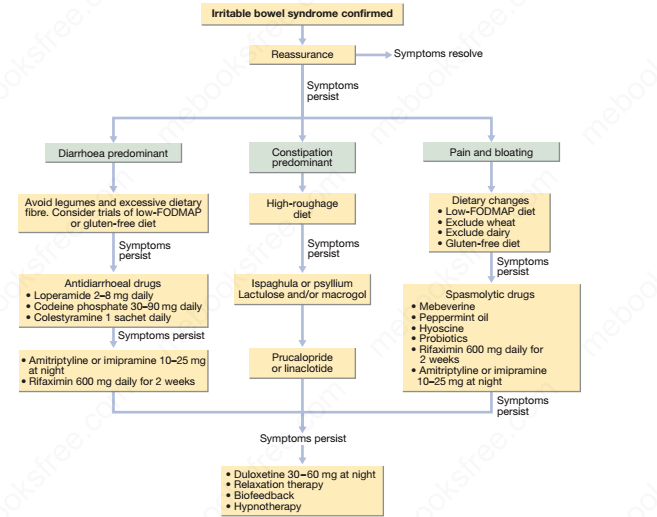 Irritable bowel syndrome confirmed
Reassurance
Symptoms resolve
Symptoms
persist
Diarrhoea predominant
Constipation
predominant
Pain and bloating
Avoid legumes and excessive dietary
fibre. Consider trials of low-FODMAP
or gluten-free diet
High-roughage
diet
Dietary changes
• Low-FODMAP diet
• Exclude wheat
• Exclude dairy
• Gluten-free diet
Symptoms
persist
Symptoms
persist
Symptoms
persist
Antidiarrhoeal drugs
• Loperamide 2–8 mg daily
• Codeine phosphate 30–90 mg daily
• Colestyramine 1 sachet daily
Ispaghula or psyllium
Lactulose and/or macrogol
Spasmolytic drugs
• Mebeverine
• Peppermint oil
• Hyoscine
• Probiotics
• Rifaximin 600 mg daily for
2 weeks
• Amitriptyline or imipramine
10–25 mg at night
Symptoms persist
• Amitriptyline or imipramine 10–25 mg
at night
• Rifaximin 600 mg daily for 2 weeks
Prucalopride
or linaclotide
Symptoms
persist
Symptoms persist
• Duloxetine 30–60 mg at night
• Relaxation therapy
• Biofeedback
• Hypnotherapy
mebooksfree.com